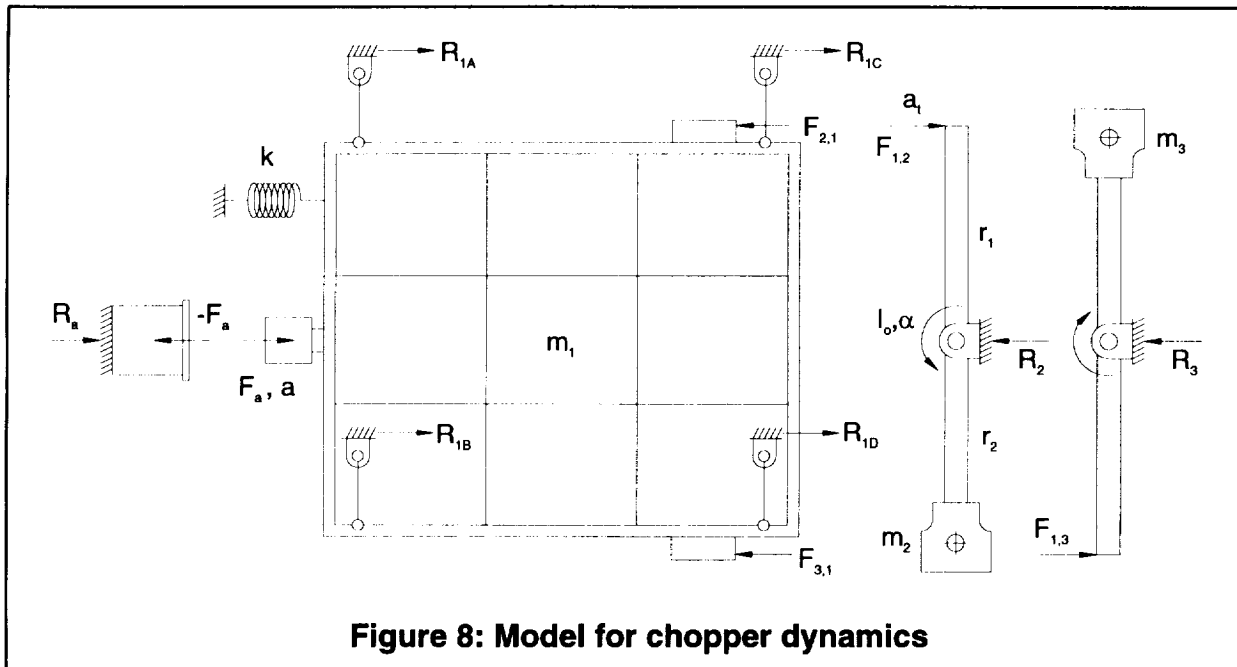 R1A
R1C
F2,1
at
F1,2
m3
k
r1
Ra
-Fa
m1
Io,α
R2
R3
Fa, a
R1B
R1D
r2
m2
F3,1
F1,3
Figure 8: Model for chopper dynamics